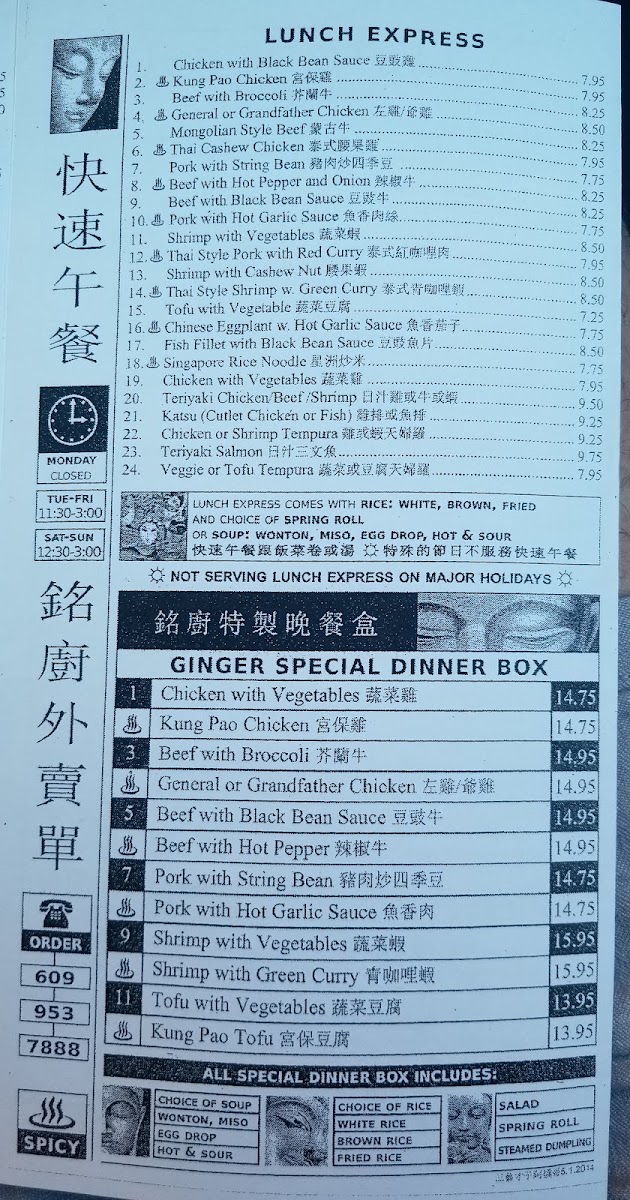 LUNCH EXPRESS
1. Chicken with Black Bean Sauce 豆豉雞 7.95
2. Kung Pao Chicken 宮保雞 7.95
3. Beef with Broccoli 芥蘭牛 8.25
4. General or Grandfather Chicken 左雞/爺雞 8.50
5. Mongolian Style Beef 蒙古牛 8.25
6. Thai Cashew Chicken 泰式腰果雞 7.95
7. Pork with String Bean 豬肉炒四季豆 7.75
8. Beef with Hot Pepper and Onion 辣椒牛 8.25
9. Beef with Black Bean Sauce 豆豉牛 8.25
10. Pork with Hot Garlic Sauce 魚香肉絲 7.75
11. Shrimp with Vegetables 蔬菜蝦 8.50
12. Thai Style Pork with Red Curry 泰式紅咖哩肉 7.95
13. Shrimp with Cashew Nut 腰果蝦 8.50
14. Thai Style Shrimp w. Green Curry 泰式青咖哩蝦 8.50
15. Tofu with Vegetable 蔬菜豆腐 7.25
16. Chinese Eggplant w. Hot Garlic Sauce 魚香茄子 7.75
17. Fish Fillet with Black Bean Sauce 豆豉魚片 8.50
18. Singapore Rice Noodle 星洲炒米 7.75
19. Chicken with Vegetables 蔬菜雞 7.95
20. Teriyaki Chicken/Beef /Shrimp 日汁雞或牛或蝦 9.50
21. Katsu (Cutlet Chicken or Fish) 雞排或魚排 9.25
22. Chicken or Shrimp Tempura 雞或蝦天婦羅 9.25
23. Teriyaki Salmon 日汁三文魚 9.75
24. Veggie or Tofu Tempura 蔬菜或豆腐天婦羅 7.95
快速午餐
MONDAY
CLOSED
TUE-FRI
11:30-3:00
SAT-SUN
12:30-3:00
LUNCH EXPRESS COMES WITH RICE: WHITE, BROWN, FRIED
AND CHOICE OF SPRING ROLL
OR SOUP: WONTON, MISO, EGG DROP, HOT & SOUR
快速午餐跟飯菜卷或湯 ☼ 特殊的節日不服務快速午餐
☼ NOT SERVING LUNCH EXPRESS ON MAJOR HOLIDAYS ☼
銘廚外賣單
ORDER
609
953
7888
SPICY
銘廚特製晚餐盒
GINGER SPECIAL DINNER BOX
1 Chicken with Vegetables 蔬菜雞 14.75
Kung Pao Chicken 宮保雞 14.75
3 Beef with Broccoli 芥蘭牛 14.95
General or Grandfather Chicken 左雞/爺雞 14.95
5 Beef with Black Bean Sauce 豆豉牛 14.95
Beef with Hot Pepper 辣椒牛 14.95
7 Pork with String Bean 豬肉炒四季豆 14.75
Pork with Hot Garlic Sauce 魚香肉 14.75
9 Shrimp with Vegetables 蔬菜蝦 15.95
Shrimp with Green Curry 青咖哩蝦 15.95
11 Tofu with Vegetables 蔬菜豆腐 13.95
Kung Pao Tofu 宮保豆腐 13.95
ALL SPECIAL DINNER BOX INCLUDES:
CHOICE OF SOUP
WONTON, MISO
EGG DROP
HOT & SOUR
CHOICE OF RICE
WHITE RICE
BROWN RICE
FRIED RICE
SALAD
SPRING ROLL
STEAMED DUMPLING
5.1.2014